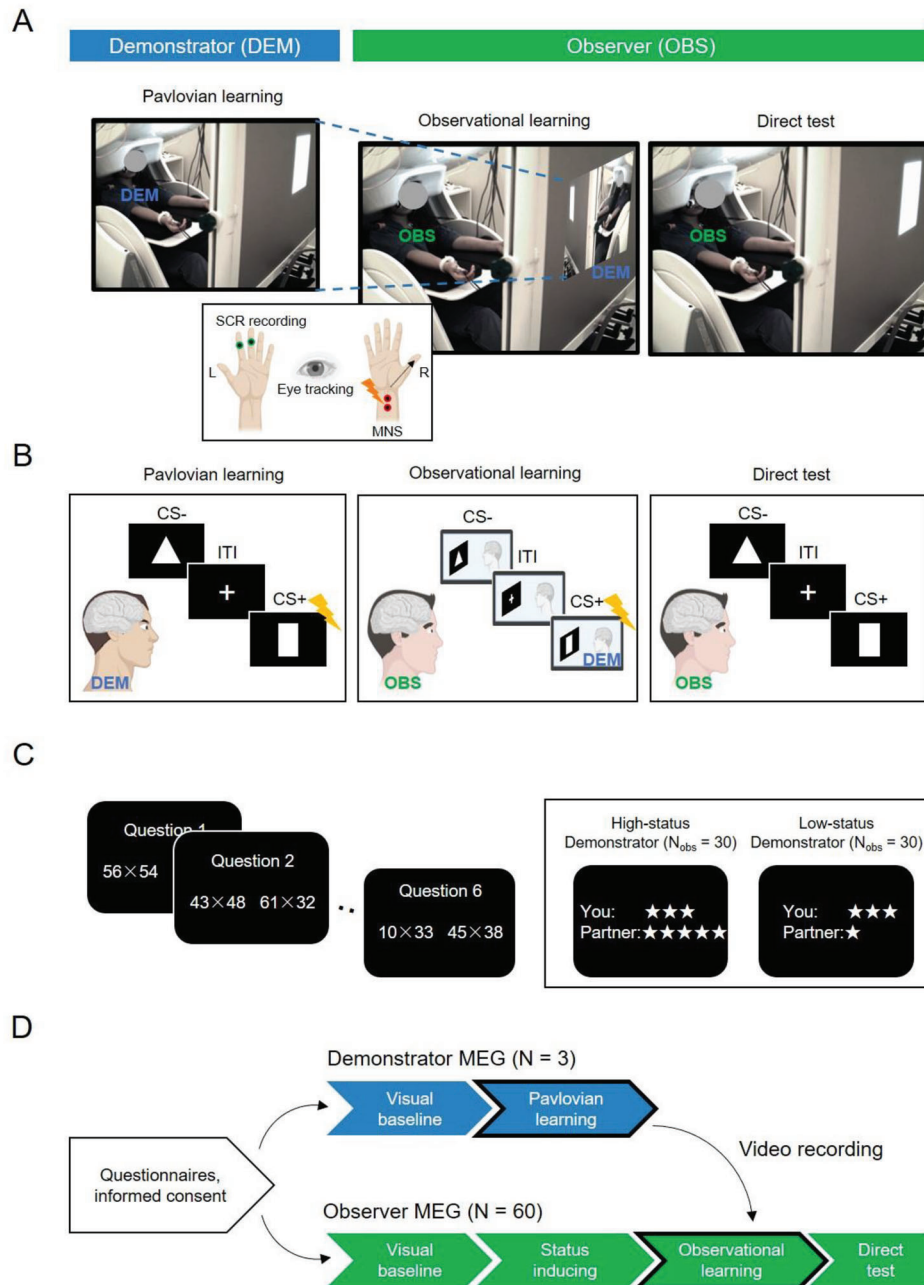 A
Demonstrator (DEM)
Observer (OBS)
Pavlovian learning
Observational learning
Direct test
DEM
OBS
DEM
OBS
SCR recording
L
Eye tracking
R
MNS
B
Pavlovian learning
Observational learning
Direct test
CS-
ITI
CS+
DEM
CS-
ITI
CS+
DEM
OBS
CS-
ITI
CS+
OBS
C
Question 1
56×54
Question 2
43×48 61×32
Question 6
10×33 45×38
High-status
Demonstrator (Nobs = 30)
You: ★★★
Partner:★★★★★
Low-status
Demonstrator (Nobs = 30)
You: ★★★
Partner:★
D
Demonstrator MEG (N = 3)
Visual
baseline
Pavlovian
learning
Questionnaires,
informed consent
Video recording
Observer MEG (N = 60)
Visual
baseline
Status
inducing
Observational
learning
Direct
test